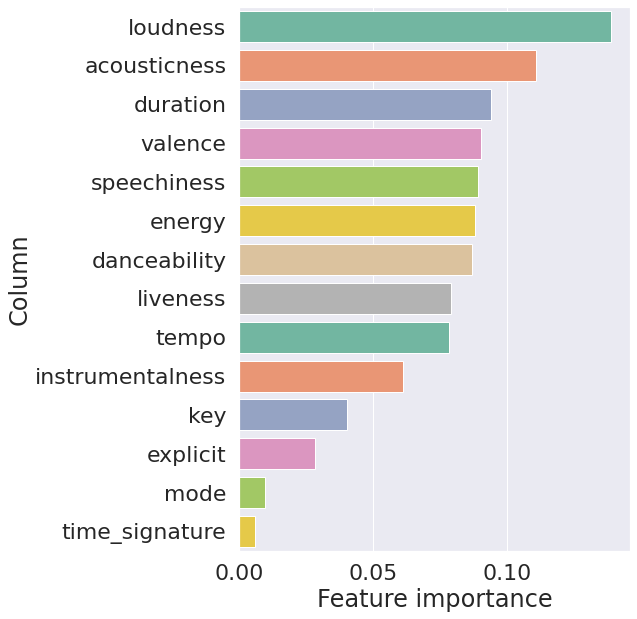 loudness
acousticness
duration
valence
speechiness
energy
danceability
liveness
tempo
instrumentalness
key
explicit
mode
time_signature
Column
0.00 0.05 0.10
Feature importance